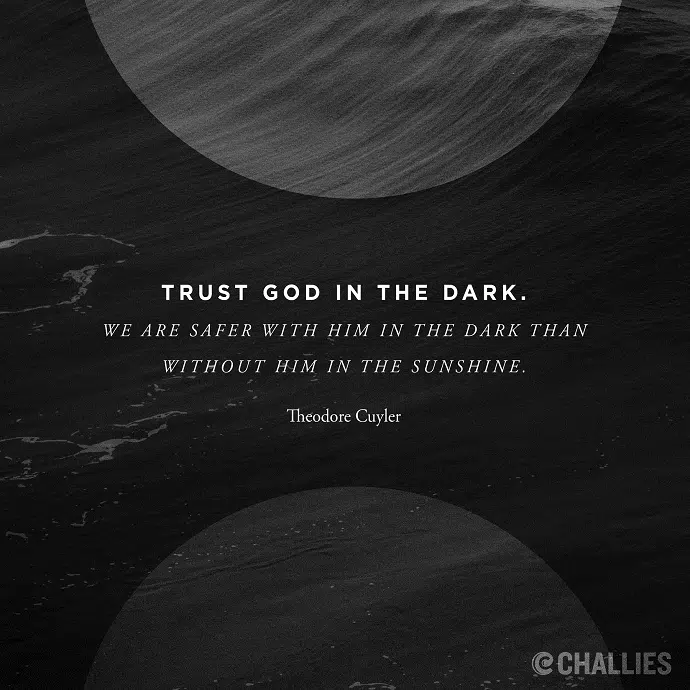 TRUST GOD IN THE DARK.
WE ARE SAFER WITH HIM IN THE DARK THAN
WITHOUT HIM IN THE SUNSHINE.
Theodore Cuyler
CHALLIES